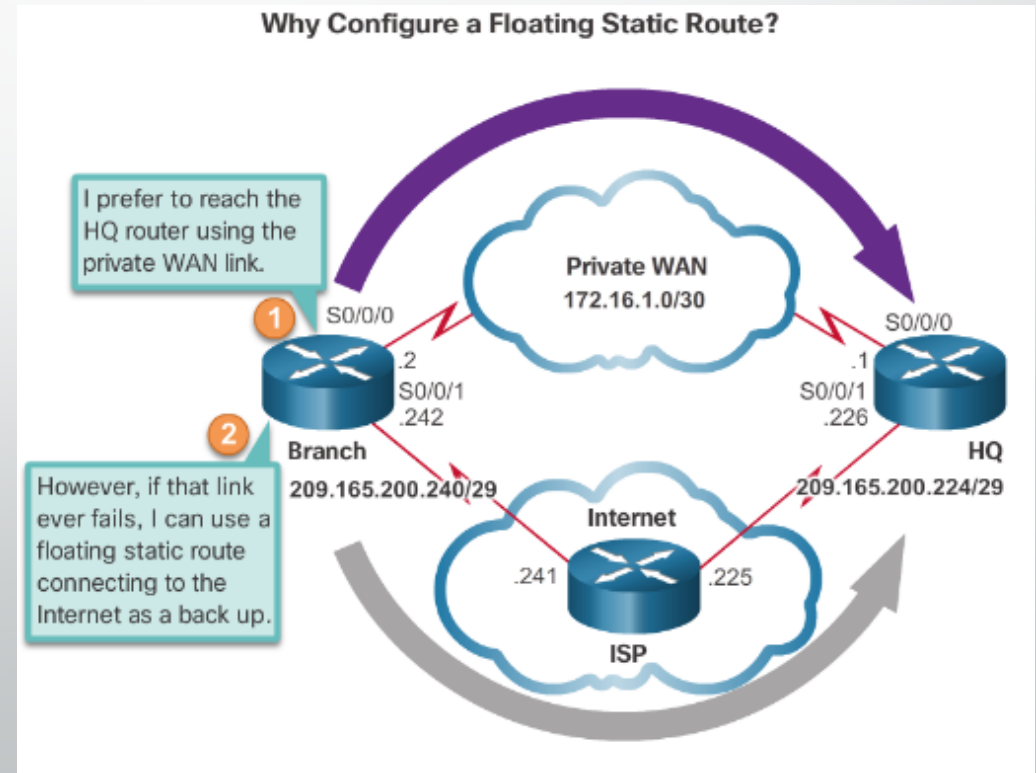 Why Configure a Floating Static Route?
I prefer to reach the
HQ router using the
private WAN link.
Private WAN
172.16.1.0/30
1
S0/0/0
S0/0/0
.2
.1
S0/0/1
.242
S0/0/1
.226
2
Branch
HQ
However, if that link
ever fails, I can use a
floating static route
connecting to the
Internet as a back up.
209.165.200.240/29
209.165.200.224/29
Internet
.241
.225
ISP